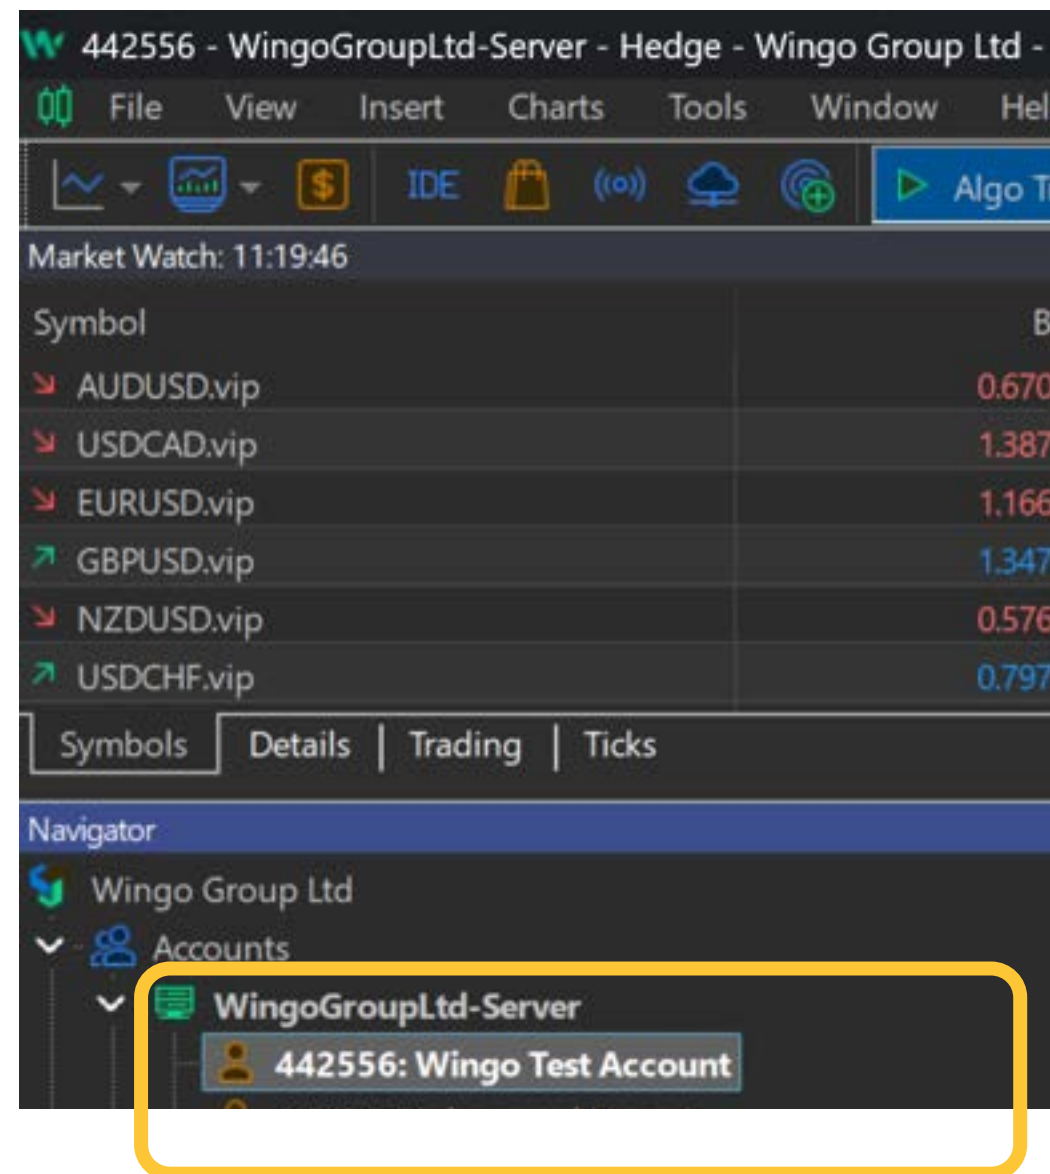 442556 - WingoGroupLtd-Server - Hedge - Wingo Group Ltd -
File View Insert Charts Tools Window Hel
IDE Algo T
Market Watch: 11:19:46
Symbol B
AUDUSD.vip 0.670
USDCAD.vip 1.387
EURUSD.vip 1.166
GBPUSD.vip 1.347
NZDUSD.vip 0.576
USDCHF.vip 0.797
Symbols Details Trading Ticks
Navigator
Wingo Group Ltd
Accounts
WingoGroupLtd-Server
442556: Wingo Test Account